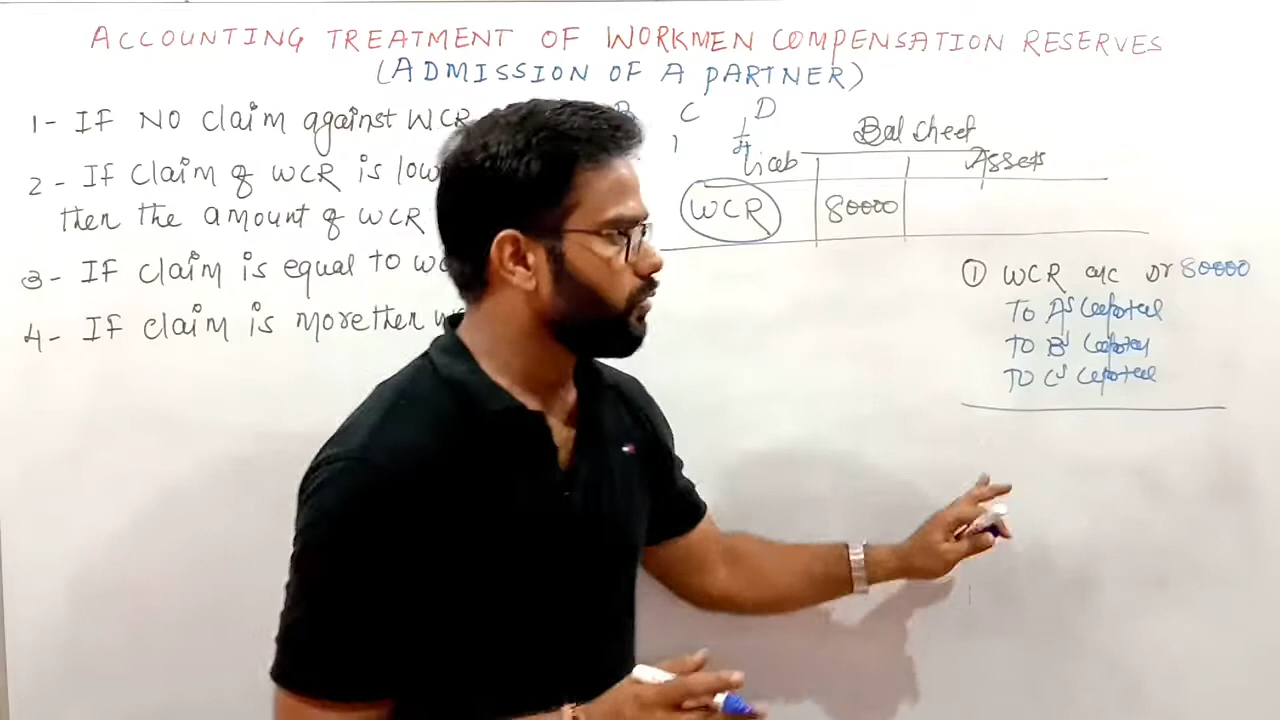 ACCOUNTING TREATMENT OF WORKMEN COMPENSATION RESERVES
(ADMISSION OF A PARTNER)
1- IF NO claim against WCR
2 - If Claim of WCR is low
then the amount of WCR
3- IF claim is equal to
4- IF claim is morethen
B C D
1
Bal Sheet
Liab Assets
WCR 80000
① WCR a/c Dr 80000
To A's Capital
To B's Capital
To C's Capital